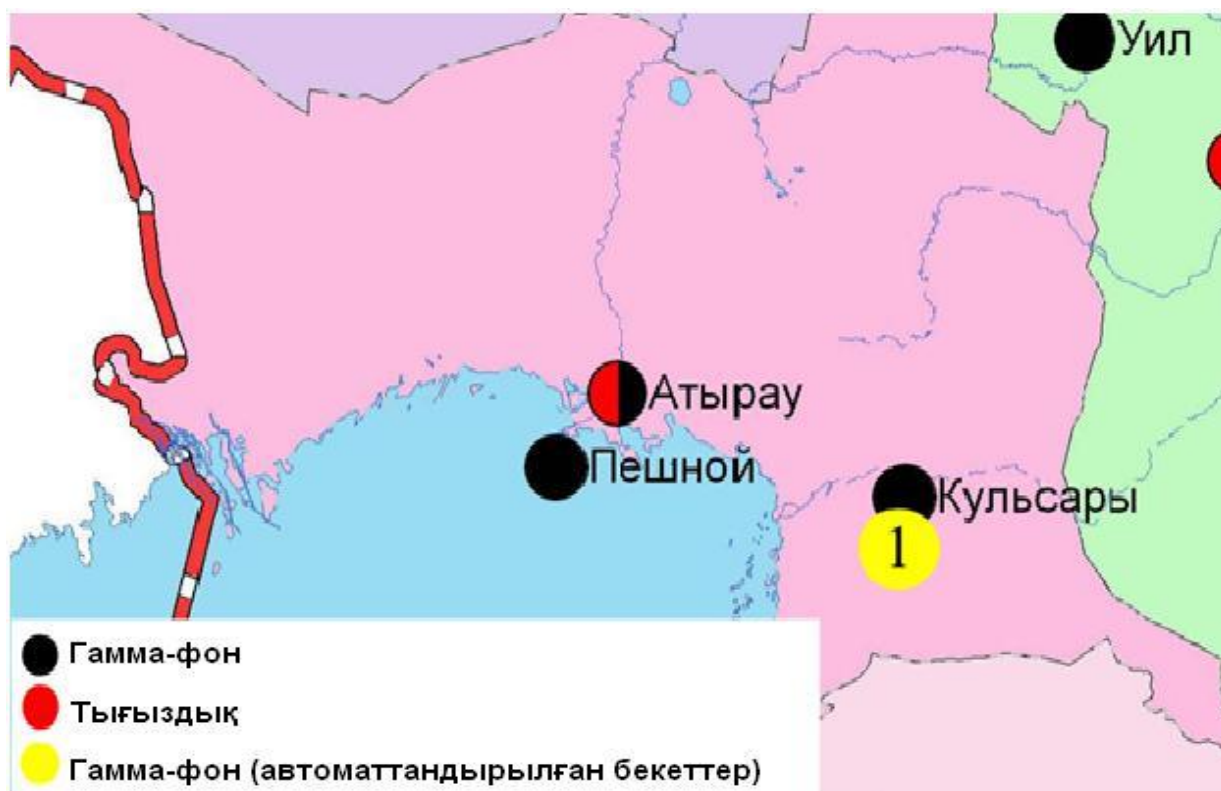 Уил
Атырау
Пешной
Кульсары
1
Гамма-фон
Тығыздық
Гамма-фон (автоматтандырылған бекеттер)